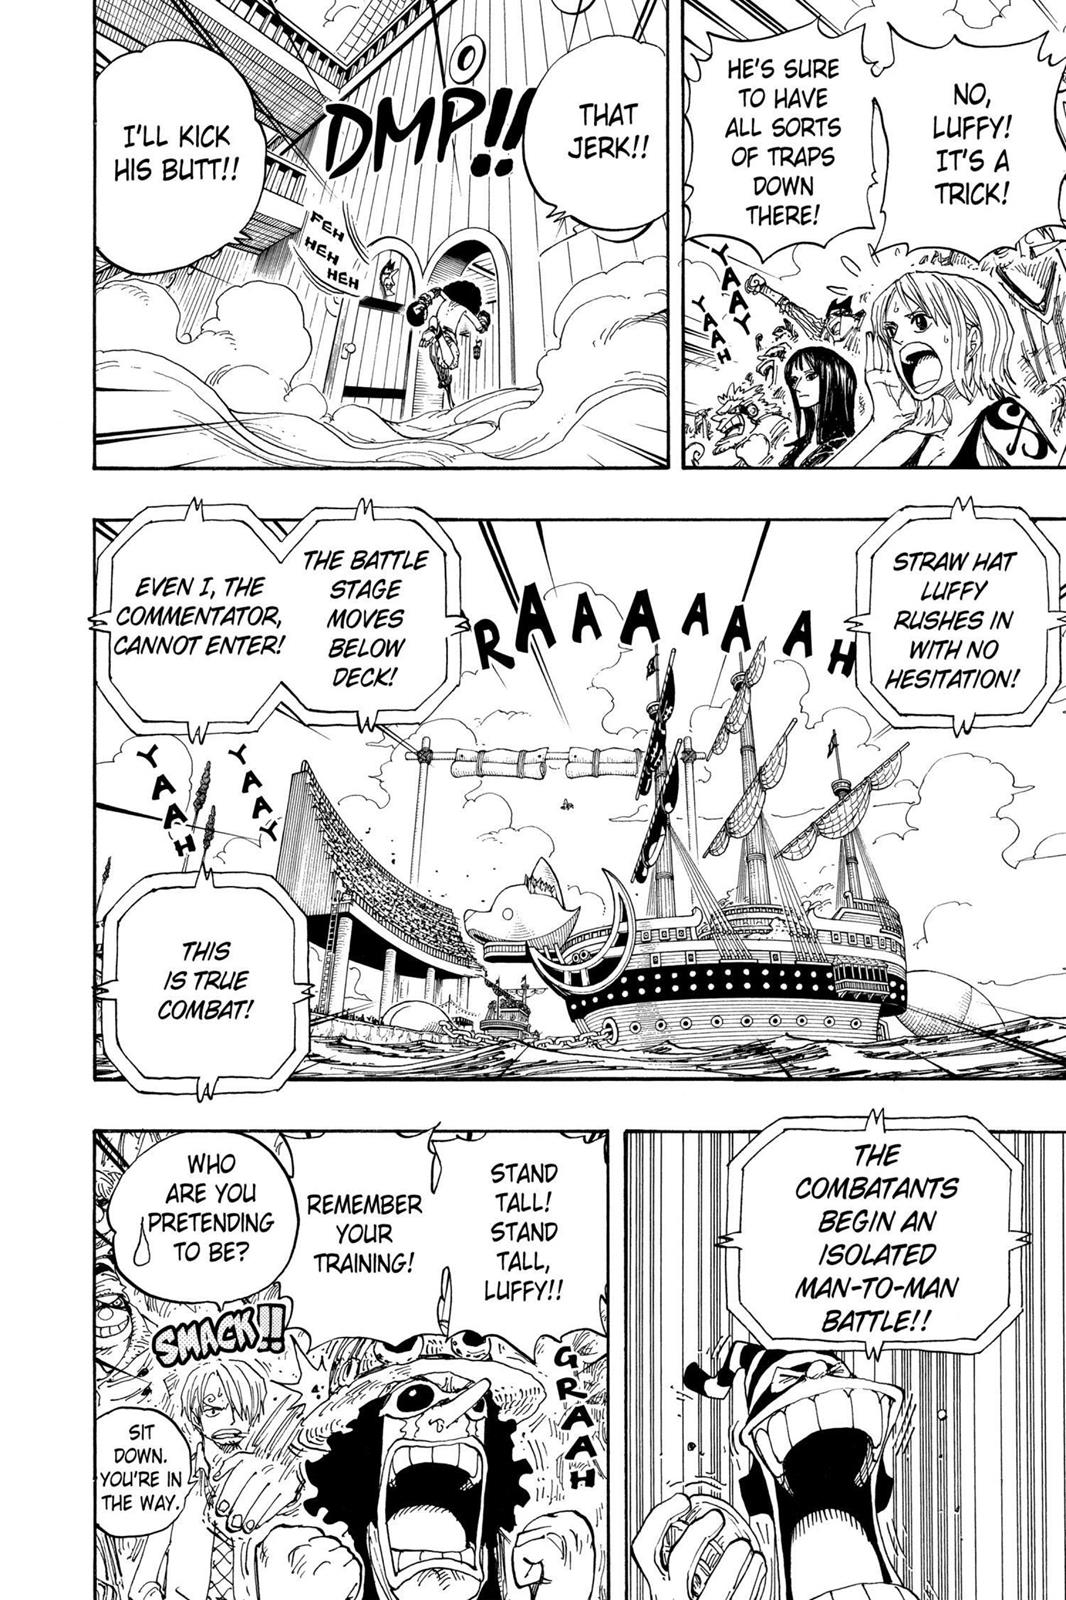 NO,
LUFFY!
IT'S A
TRICK!
HE'S SURE
TO HAVE
ALL SORTS
OF TRAPS
DOWN
THERE!
YAAY
YAAH
THAT
JERK!!
DMP!!
I'LL KICK
HIS BUTT!!
FEH
HEH
HEH
STRAW HAT
LUFFY
RUSHES IN
WITH NO
HESITATION!
RAAAAAAAH
THE BATTLE
STAGE
MOVES
BELOW
DECK!
EVEN I, THE
COMMENTATOR,
CANNOT ENTER!
YAAAY
YAAAH
THIS
IS TRUE
COMBAT!
THE
COMBATANTS
BEGIN AN
ISOLATED
MAN-TO-MAN
BATTLE!!
STAND
TALL!
STAND
TALL,
LUFFY!!
REMEMBER
YOUR
TRAINING!
GRAAH
WHO
ARE YOU
PRETENDING
TO BE?
SMACK!!
SIT
DOWN.
YOU'RE IN
THE WAY.